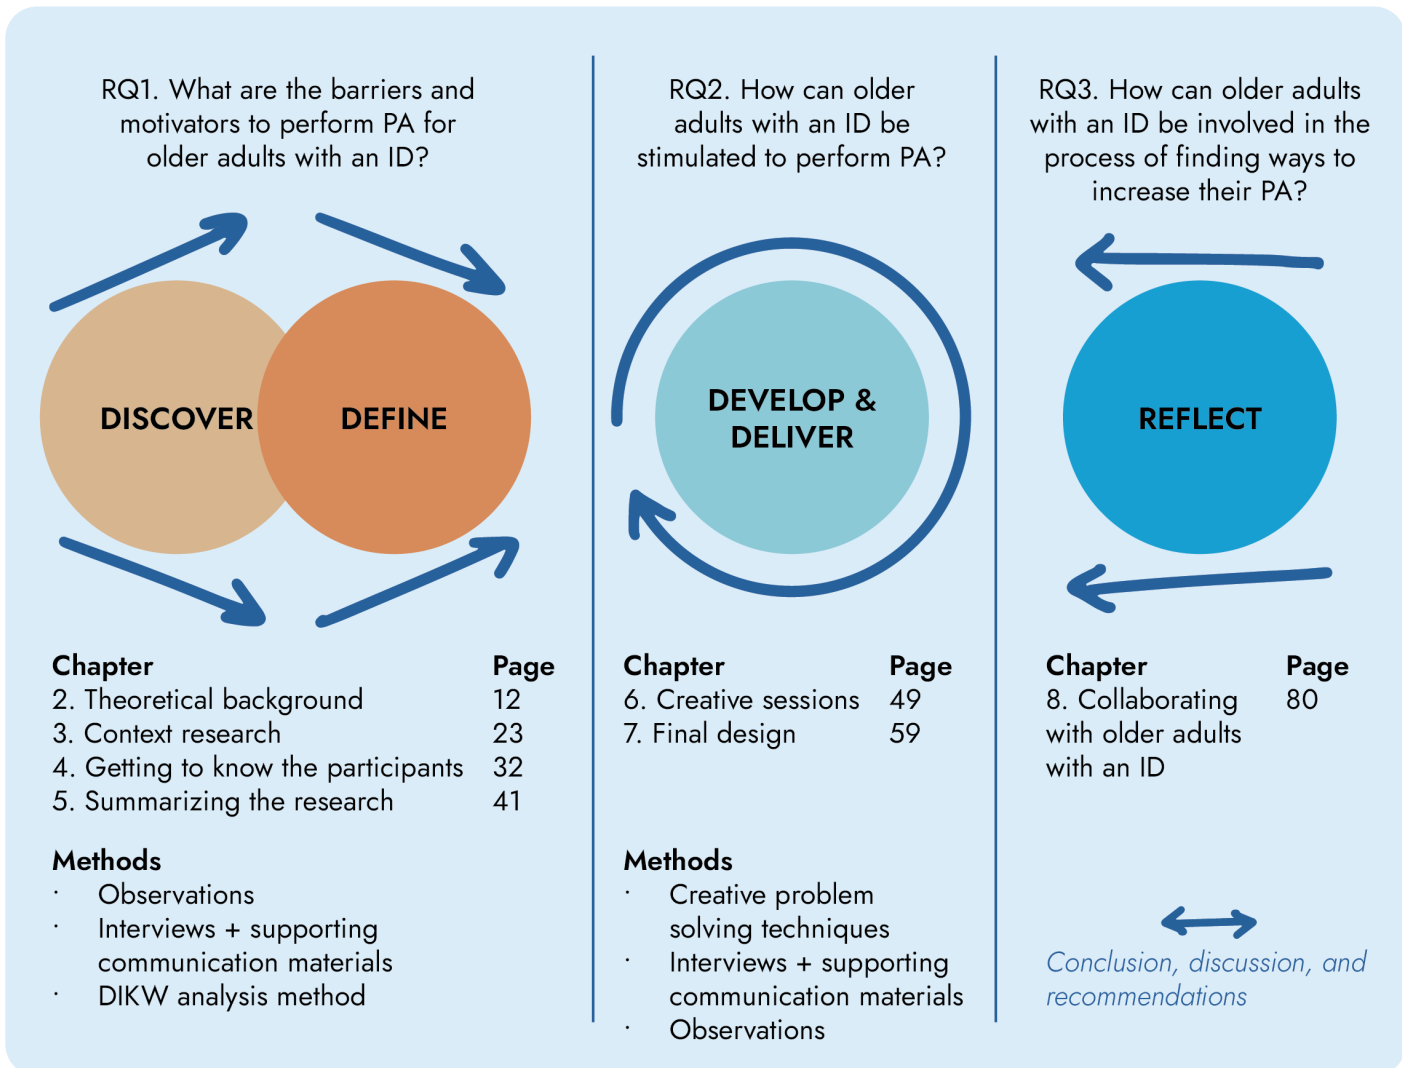 RQ1. What are the barriers and
motivators to perform PA for
older adults with an ID?
DISCOVER
DEFINE
Chapter Page
2. Theoretical background 12
3. Context research 23
4. Getting to know the participants 32
5. Summarizing the research 41
Methods
· Observations
· Interviews + supporting
communication materials
· DIKW analysis method
RQ2. How can older
adults with an ID be
stimulated to perform PA?
DEVELOP &
DELIVER
Chapter Page
6. Creative sessions 49
7. Final design 59
Methods
· Creative problem
solving techniques
· Interviews + supporting
communication materials
· Observations
RQ3. How can older adults
with an ID be involved in the
process of finding ways to
increase their PA?
REFLECT
Chapter Page
8. Collaborating 80
with older adults
with an ID
Conclusion, discussion, and
recommendations